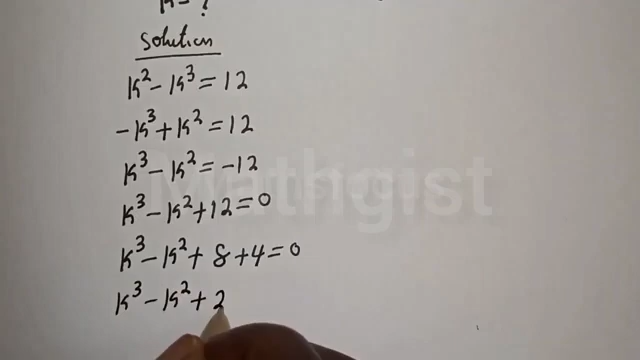 k = ?
Solution
k² - k³ = 12
-k³ + k² = 12
k³ - k² = -12
k³ - k² + 12 = 0
k³ - k² + 8 + 4 = 0
k³ - k² + 2
Mathgist